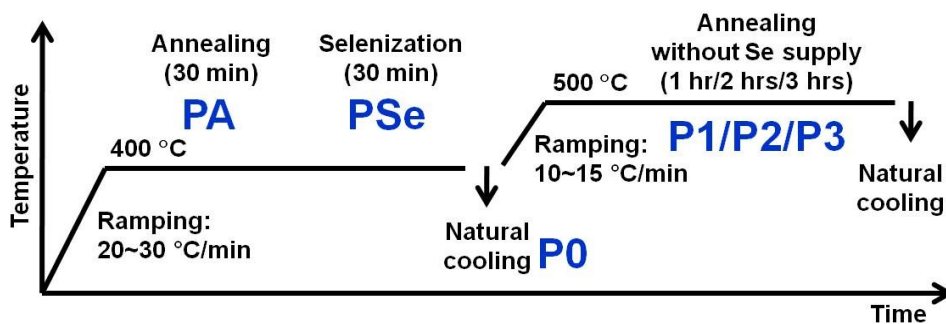 Temperature
Annealing
(30 min)
PA
Selenization
(30 min)
PSe
400 °C
Ramping:
20~30 °C/min
Natural
cooling
P0
500 °C
Annealing
without Se supply
(1 hr/2 hrs/3 hrs)
P1/P2/P3
Ramping:
10~15 °C/min
Natural
cooling
Time